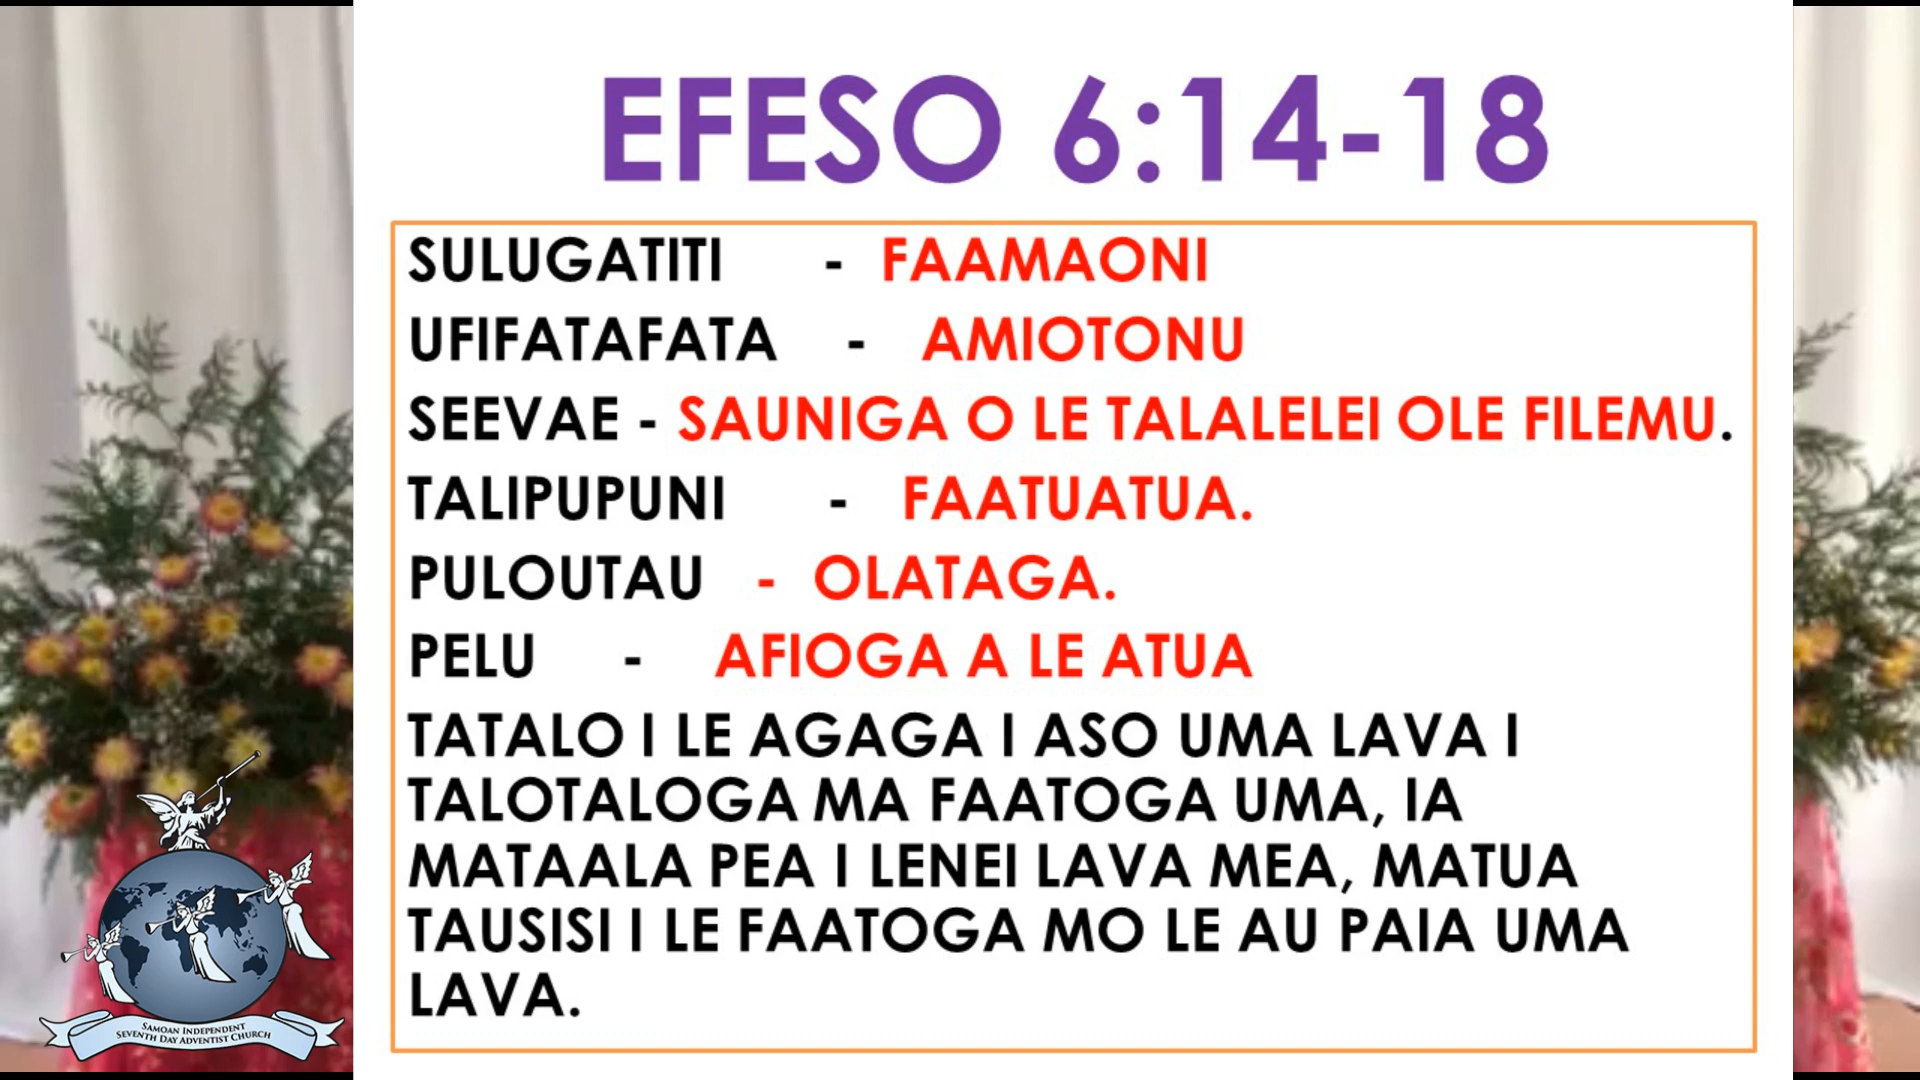 EFESO 6:14-18
SULUGATITI - FAAMAONI
UFIFATAFATA - AMIOTONU
SEEVAE - SAUNIGA O LE TALALELEI OLE FILEMU.
TALIPUPUNI - FAATUATUA.
PULOUTAU - OLATAGA.
PELU - AFIOGA A LE ATUA
TATALO I LE AGAGA I ASO UMA LAVA I
TALOTALOGA MA FAATOGA UMA, IA
MATAALA PEA I LENEI LAVA MEA, MATUA
TAUSISI I LE FAATOGA MO LE AU PAIA UMA
LAVA.
SAMOAN INDEPENDENT
SEVENTH DAY ADVENTIST CHURCH